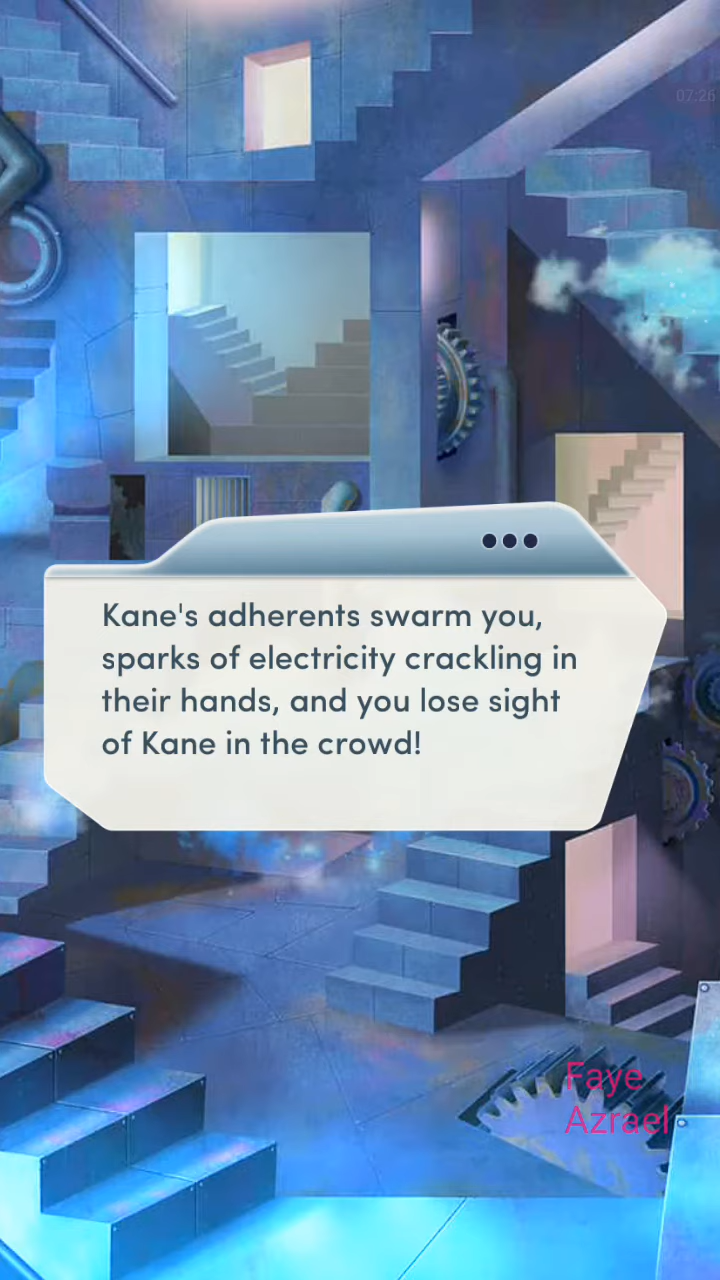 07:26
Kane's adherents swarm you,
sparks of electricity crackling in
their hands, and you lose sight
of Kane in the crowd!
Faye
Azrael